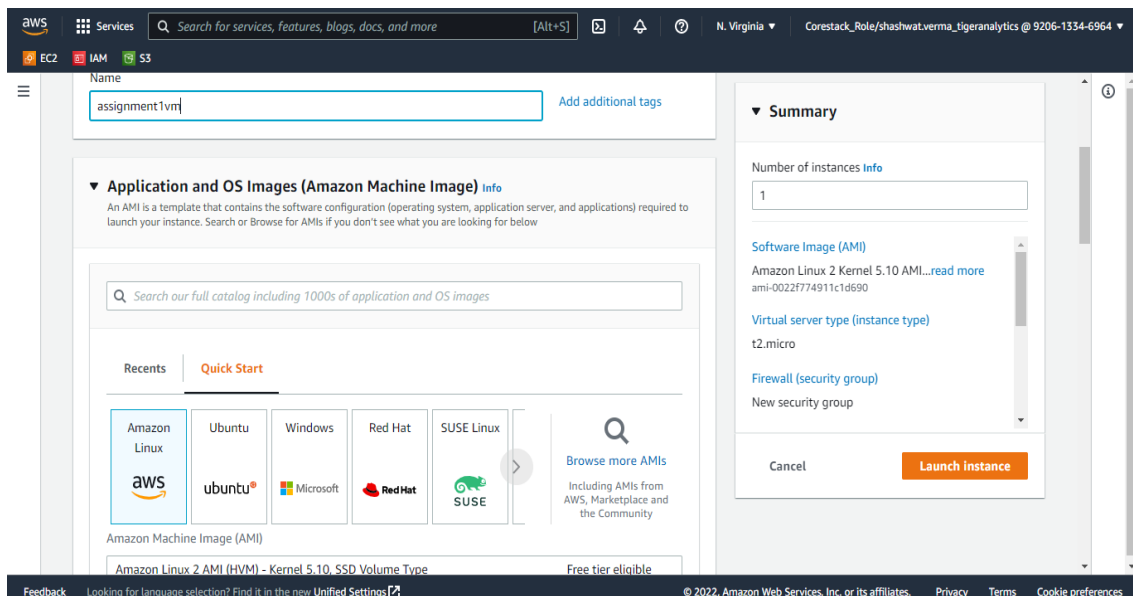 aws
Services
Search for services, features, blogs, docs, and more
[Alt+S]
N. Virginia ▼
Corestack_Role/shashwat.verma_tigeranalytics @ 9206-1334-6964 ▼
EC2
IAM
S3
Name
assignment1vm
Add additional tags
▼ Application and OS Images (Amazon Machine Image) Info
An AMI is a template that contains the software configuration (operating system, application server, and applications) required to
launch your instance. Search or Browse for AMIs if you don't see what you are looking for below
Search our full catalog including 1000s of application and OS images
Recents
Quick Start
Amazon
Linux
aws
Ubuntu
ubuntu®
Windows
Microsoft
Red Hat
Red Hat
SUSE Linux
SUSE
Browse more AMIs
Including AMIs from
AWS, Marketplace and
the Community
Amazon Machine Image (AMI)
Amazon Linux 2 AMI (HVM) - Kernel 5.10, SSD Volume Type
Free tier eligible
▼ Summary
Number of instances Info
1
Software Image (AMI)
Amazon Linux 2 Kernel 5.10 AMI...read more
ami-0022f774911c1d690
Virtual server type (instance type)
t2.micro
Firewall (security group)
New security group
Cancel
Launch instance
Feedback
Looking for language selection? Find it in the new Unified Settings
© 2022, Amazon Web Services, Inc. or its affiliates.
Privacy
Terms
Cookie preferences